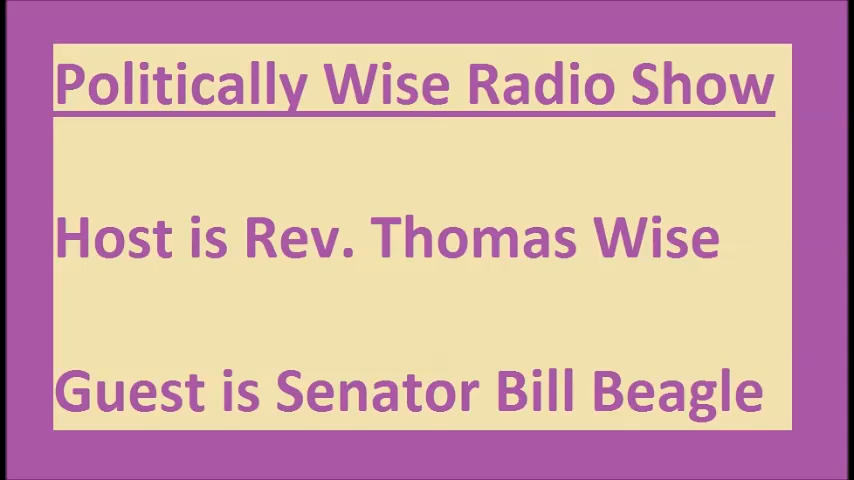 Politically Wise Radio Show
Host is Rev. Thomas Wise
Guest is Senator Bill Beagle